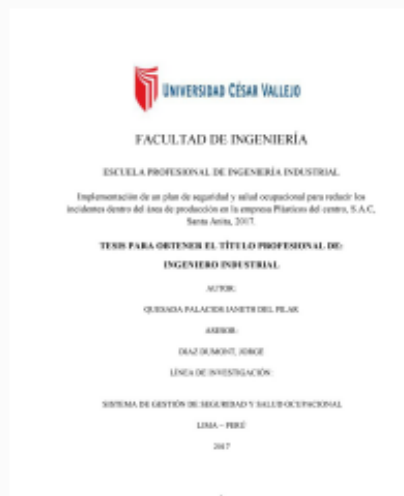 UNIVERSIDAD CÉSAR VALLEJO
FACULTAD DE INGENIERÍA
ESCUELA PROFESIONAL DE INGENIERÍA INDUSTRIAL
Implementación de un plan de seguridad y salud ocupacional para reducir los
incidentes dentro del área de producción en la empresa Plásticos del centro, S.A.C,
Santa Anita, 2017.
TESIS PARA OBTENER EL TÍTULO PROFESIONAL DE:
INGENIERO INDUSTRIAL
AUTOR:
QUESADA PALACIOS JANETH DEL PILAR
ASESOR:
DIAZ DUMONT, JORGE
LÍNEA DE INVESTIGACIÓN:
SISTEMA DE GESTIÓN DE SEGURIDAD Y SALUD OCUPACIONAL
LIMA – PERÚ
2017